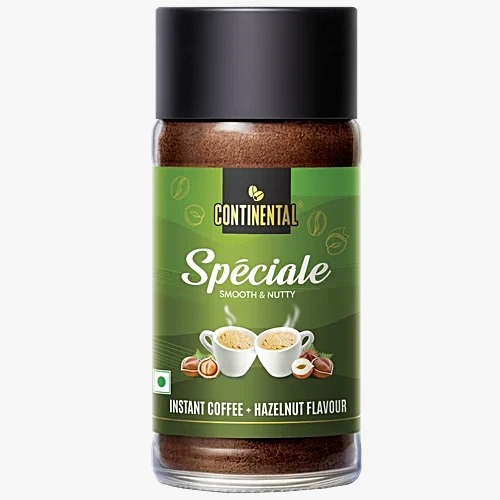 CONTINENTAL
Spéciale
SMOOTH & NUTTY
INSTANT COFFEE + HAZELNUT FLAVOUR